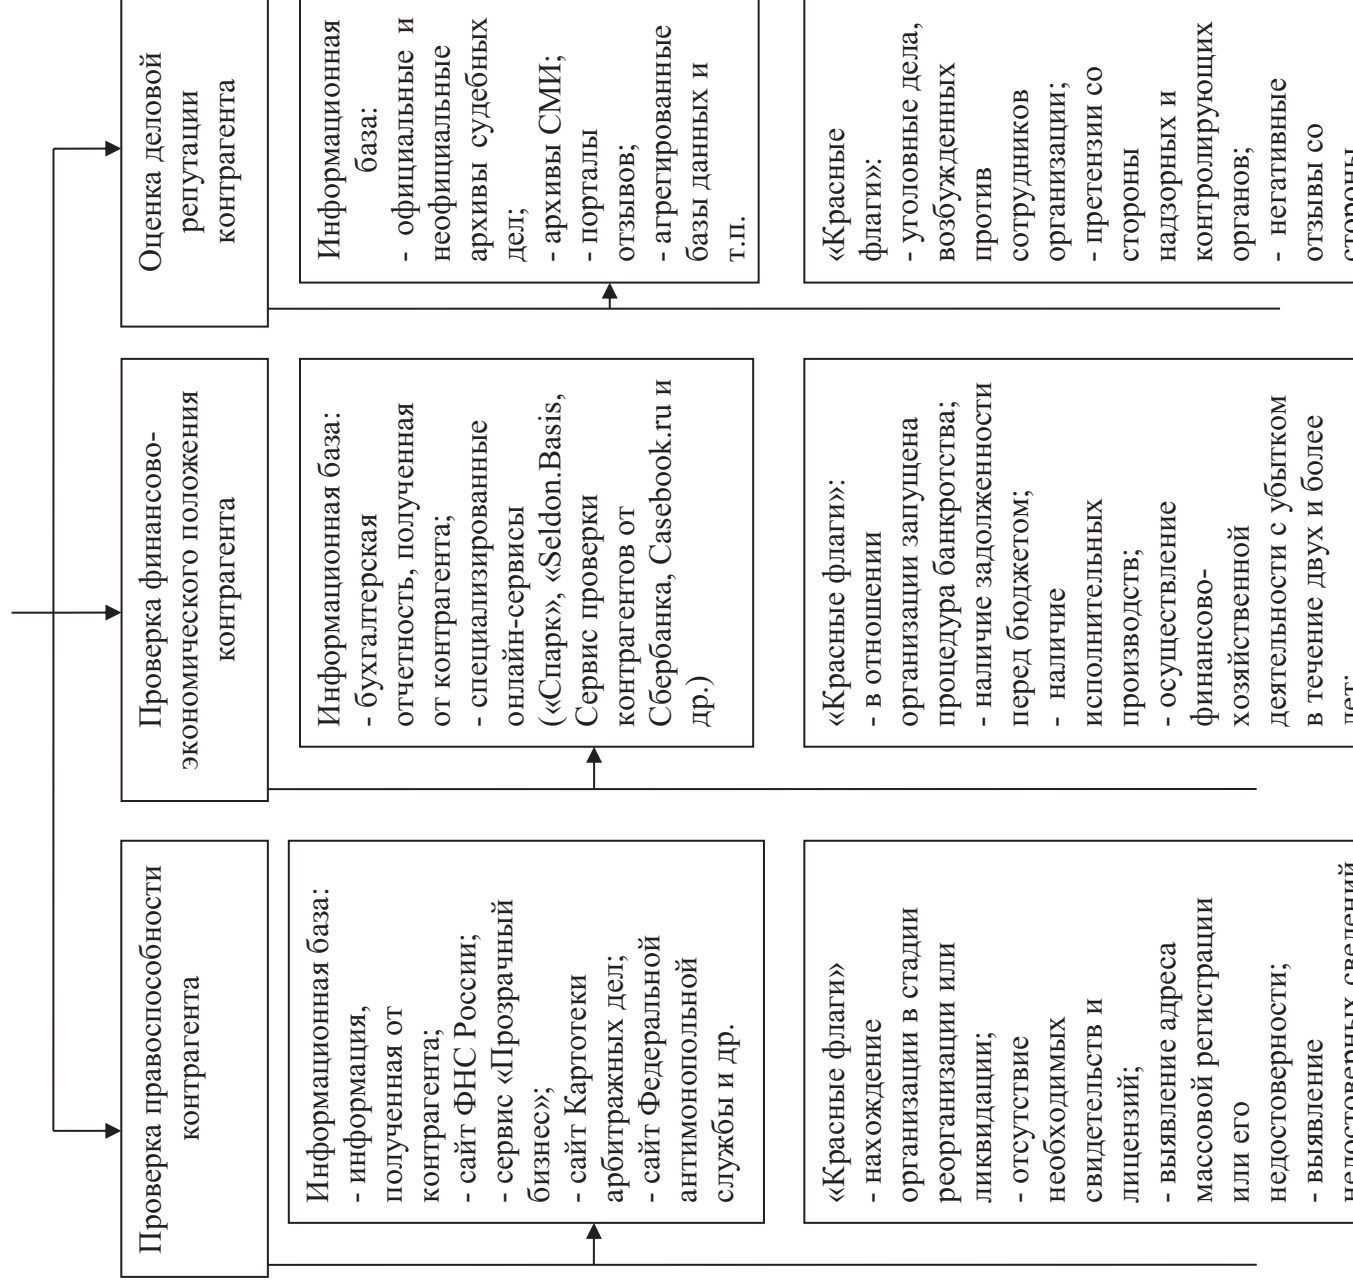 Проверка правоспособности
контрагента
Информационная база:
- информация,
полученная от
контрагента;
- сайт ФНС России;
- сервис «Прозрачный
бизнес»;
- сайт Картотеки
арбитражных дел;
- сайт Федеральной
антимонопольной
службы и др.
«Красные флаги»
- нахождение
организации в стадии
реорганизации или
ликвидации;
- отсутствие
необходимых
свидетельств и
лицензий;
- выявление адреса
массовой регистрации
или его
недостоверности;
- выявление
недостоверных сведений
Проверка финансово-
экономического положения
контрагента
Информационная база:
- бухгалтерская
отчетность, полученная
от контрагента;
- специализированные
онлайн-сервисы
(«Спарк», «Seldon.Basis,
Сервис проверки
контрагентов от
Сбербанка, Casebook.ru и
др.)
«Красные флаги»:
- в отношении
организации запущена
процедура банкротства;
- наличие задолженности
перед бюджетом;
- наличие
исполнительных
производств;
- осуществление
финансово-
хозяйственной
деятельности с убытком
в течение двух и более
лет;
Оценка деловой
репутации
контрагента
Информационная
база:
- официальные и
неофициальные
архивы судебных
дел;
- архивы СМИ;
- порталы
отзывов;
- агрегированные
базы данных и
т.п.
«Красные
флаги»:
- уголовные дела,
возбужденных
против
сотрудников
организации;
- претензии со
стороны
надзорных и
контролирующих
органов;
- негативные
отзывы со
стороны